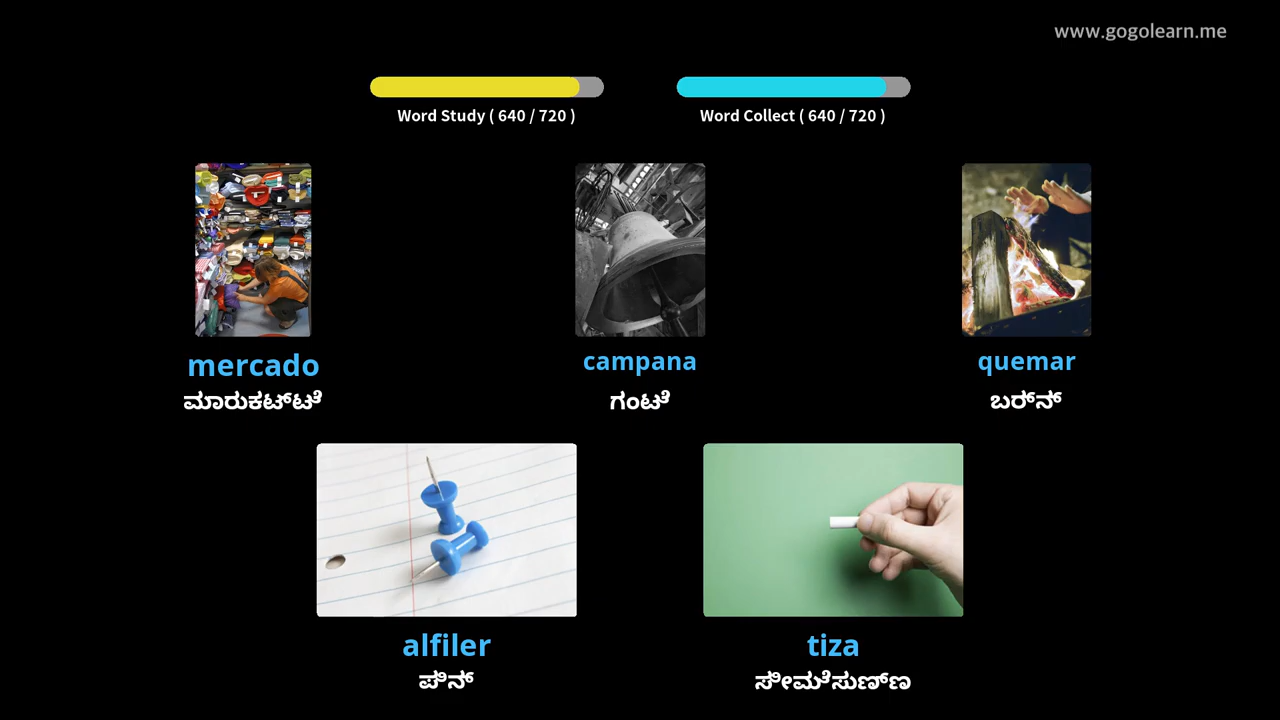 www.gogolearn.me
Word Study ( 640 / 720 )
Word Collect ( 640 / 720 )
mercado
ಮಾರುಕಟ್ಟೆ
campana
ಗಂಟೆ
quemar
ಬರ್ನ್
alfiler
ಪಿನ್
tiza
ಸೀಮೆಸುಣ್ಣ